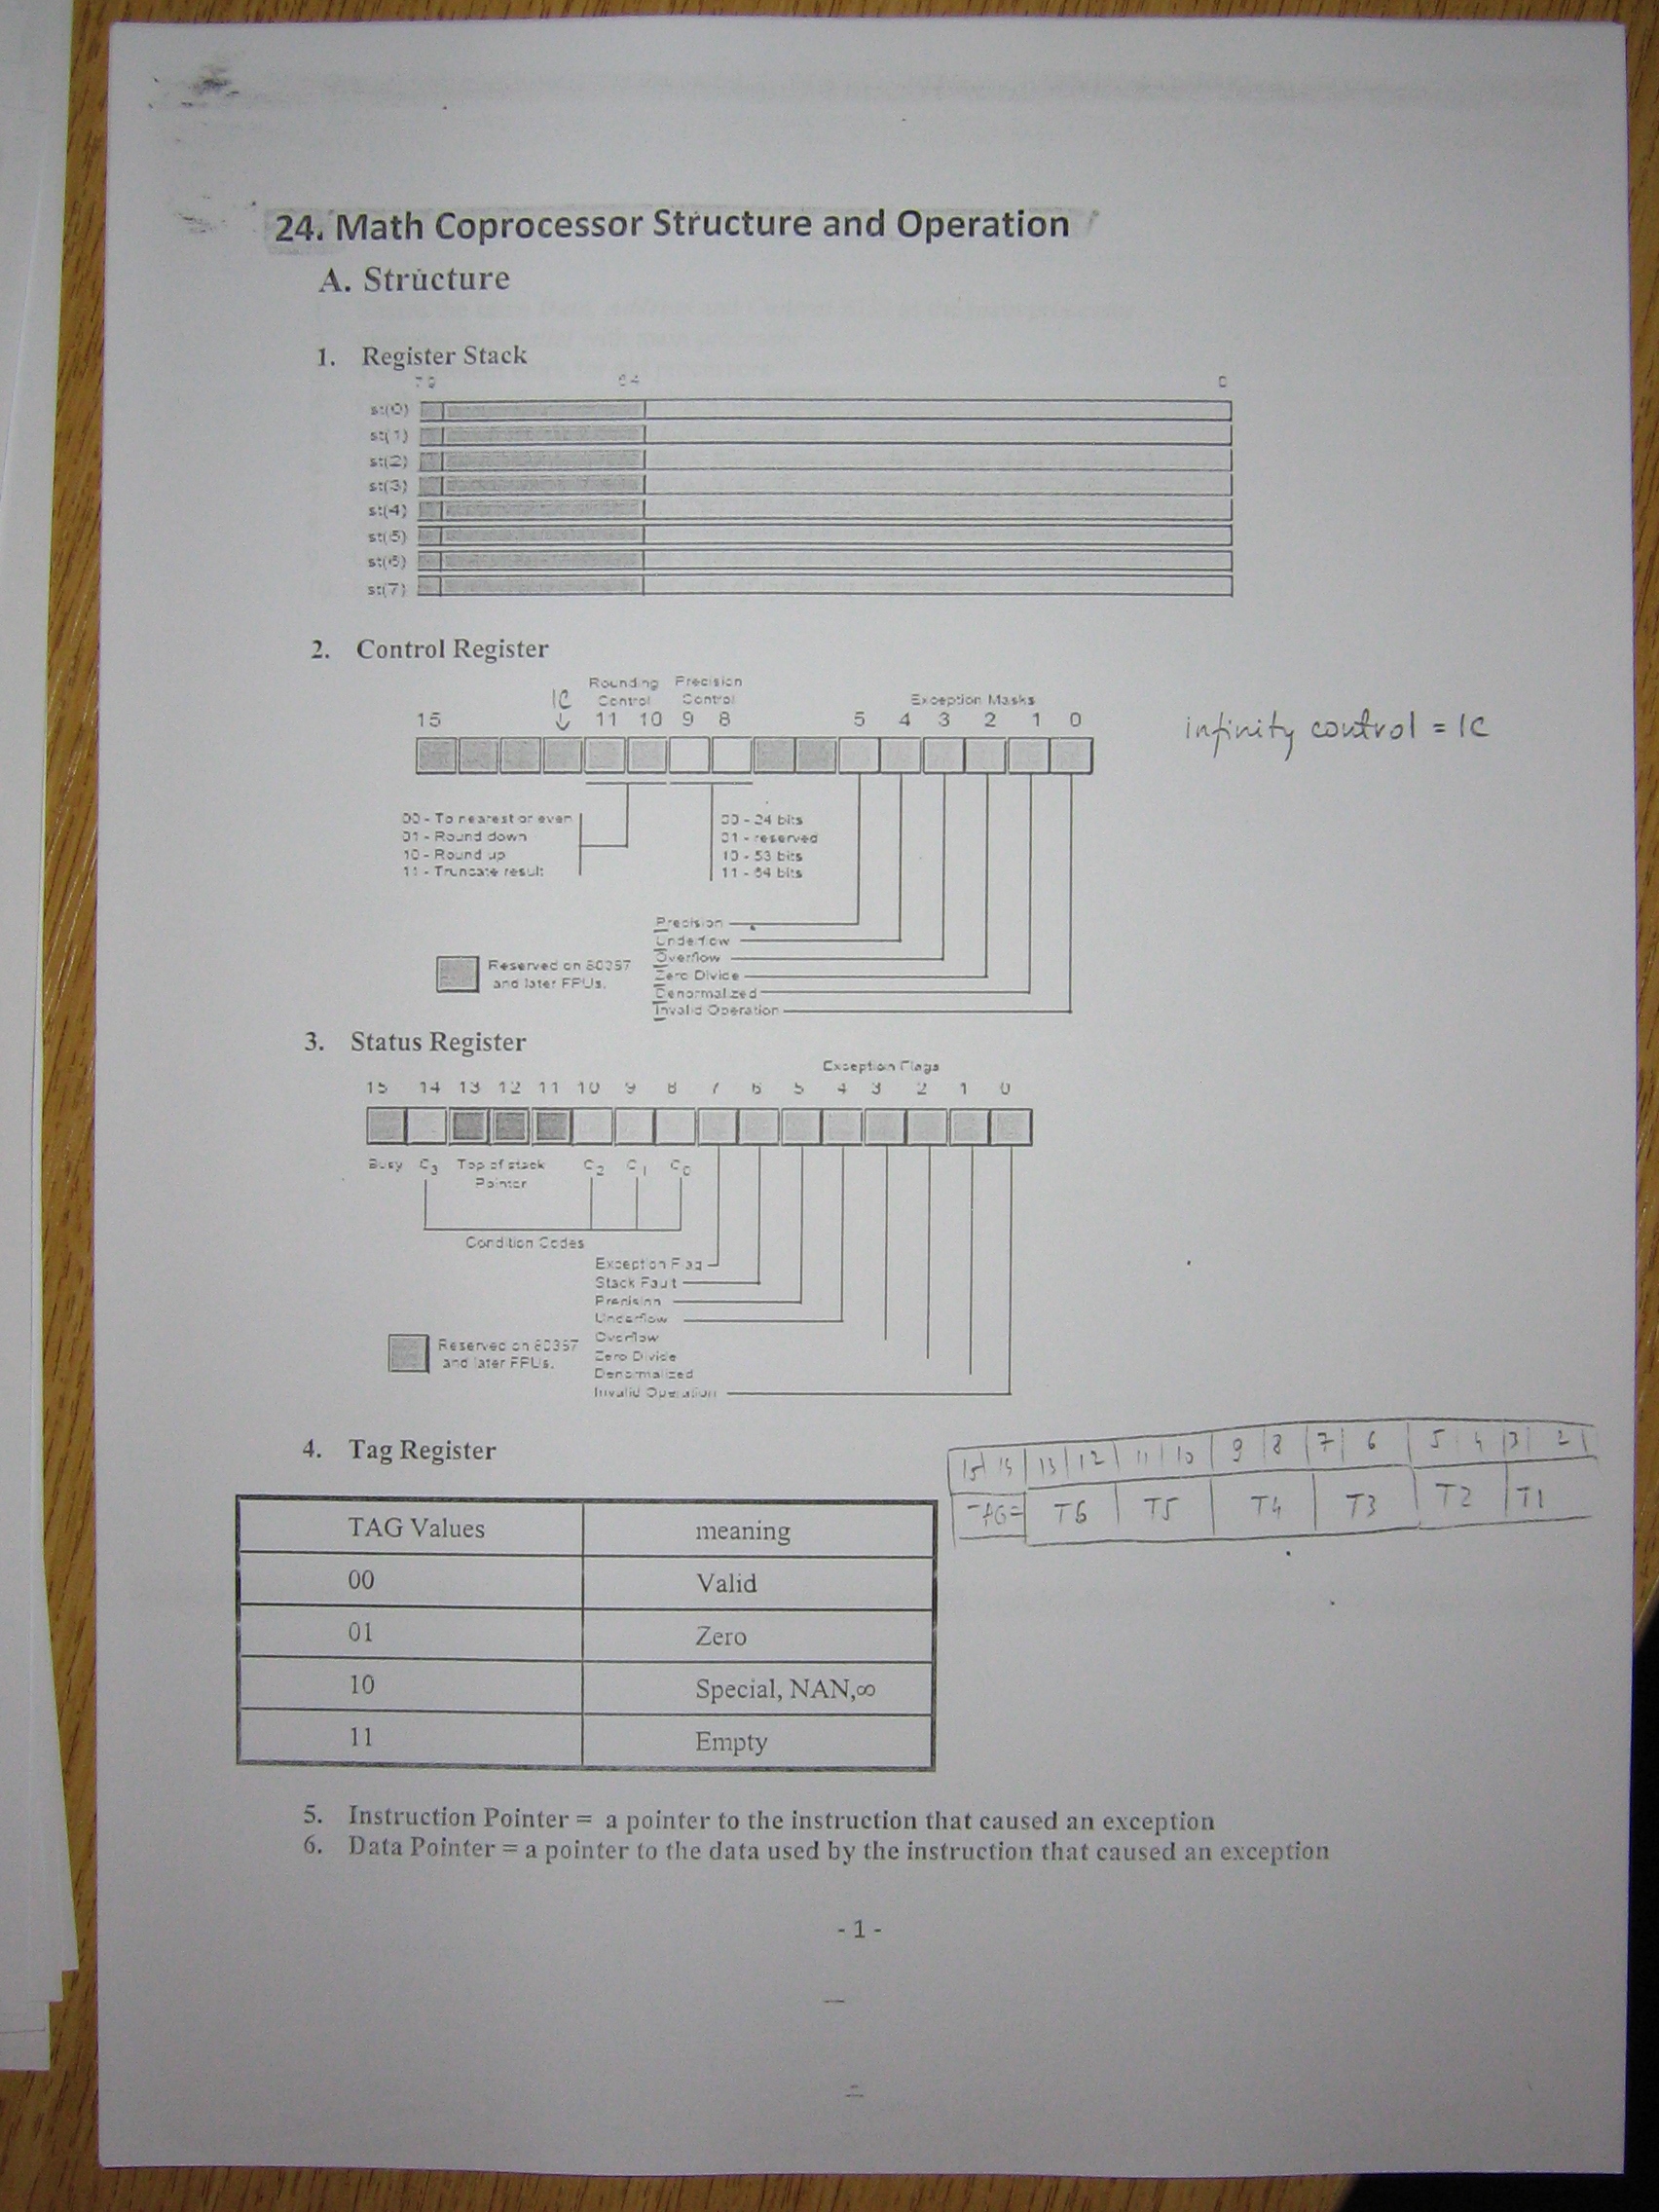 24. Math Coprocessor Structure and Operation
A. Structure
1. Register Stack
79 64 0
st(0)
st(1)
st(2)
st(3)
st(4)
st(5)
st(6)
st(7)
2. Control Register
IC Rounding Control Precision Control Exception Masks
15 11 10 9 8 5 4 3 2 1 0
infinity control = IC
00 - To nearest or even
01 - Round down
10 - Round up
11 - Truncate result
00 - 24 bits
01 - reserved
10 - 53 bits
11 - 64 bits
Precision
Underflow
Overflow
Zero Divide
Denormalized
Invalid Operation
Reserved on 80387
and later FPUs.
3. Status Register
Exception Flags
15 14 13 12 11 10 9 8 7 6 5 4 3 2 1 0
Busy C3 Top of stack Pointer C2 C1 C0
Condition Codes
Exception Flag
Stack Fault
Precision
Underflow
Overflow
Zero Divide
Denormalized
Invalid Operation
Reserved on 80387
and later FPUs.
4. Tag Register
13 12 11 10 9 8 7 6 5 4 3 2
T6 T5 T4 T3 T2 T1
TAG Values meaning
00 Valid
01 Zero
10 Special, NAN,∞
11 Empty
5. Instruction Pointer = a pointer to the instruction that caused an exception
6. Data Pointer = a pointer to the data used by the instruction that caused an exception
- 1 -